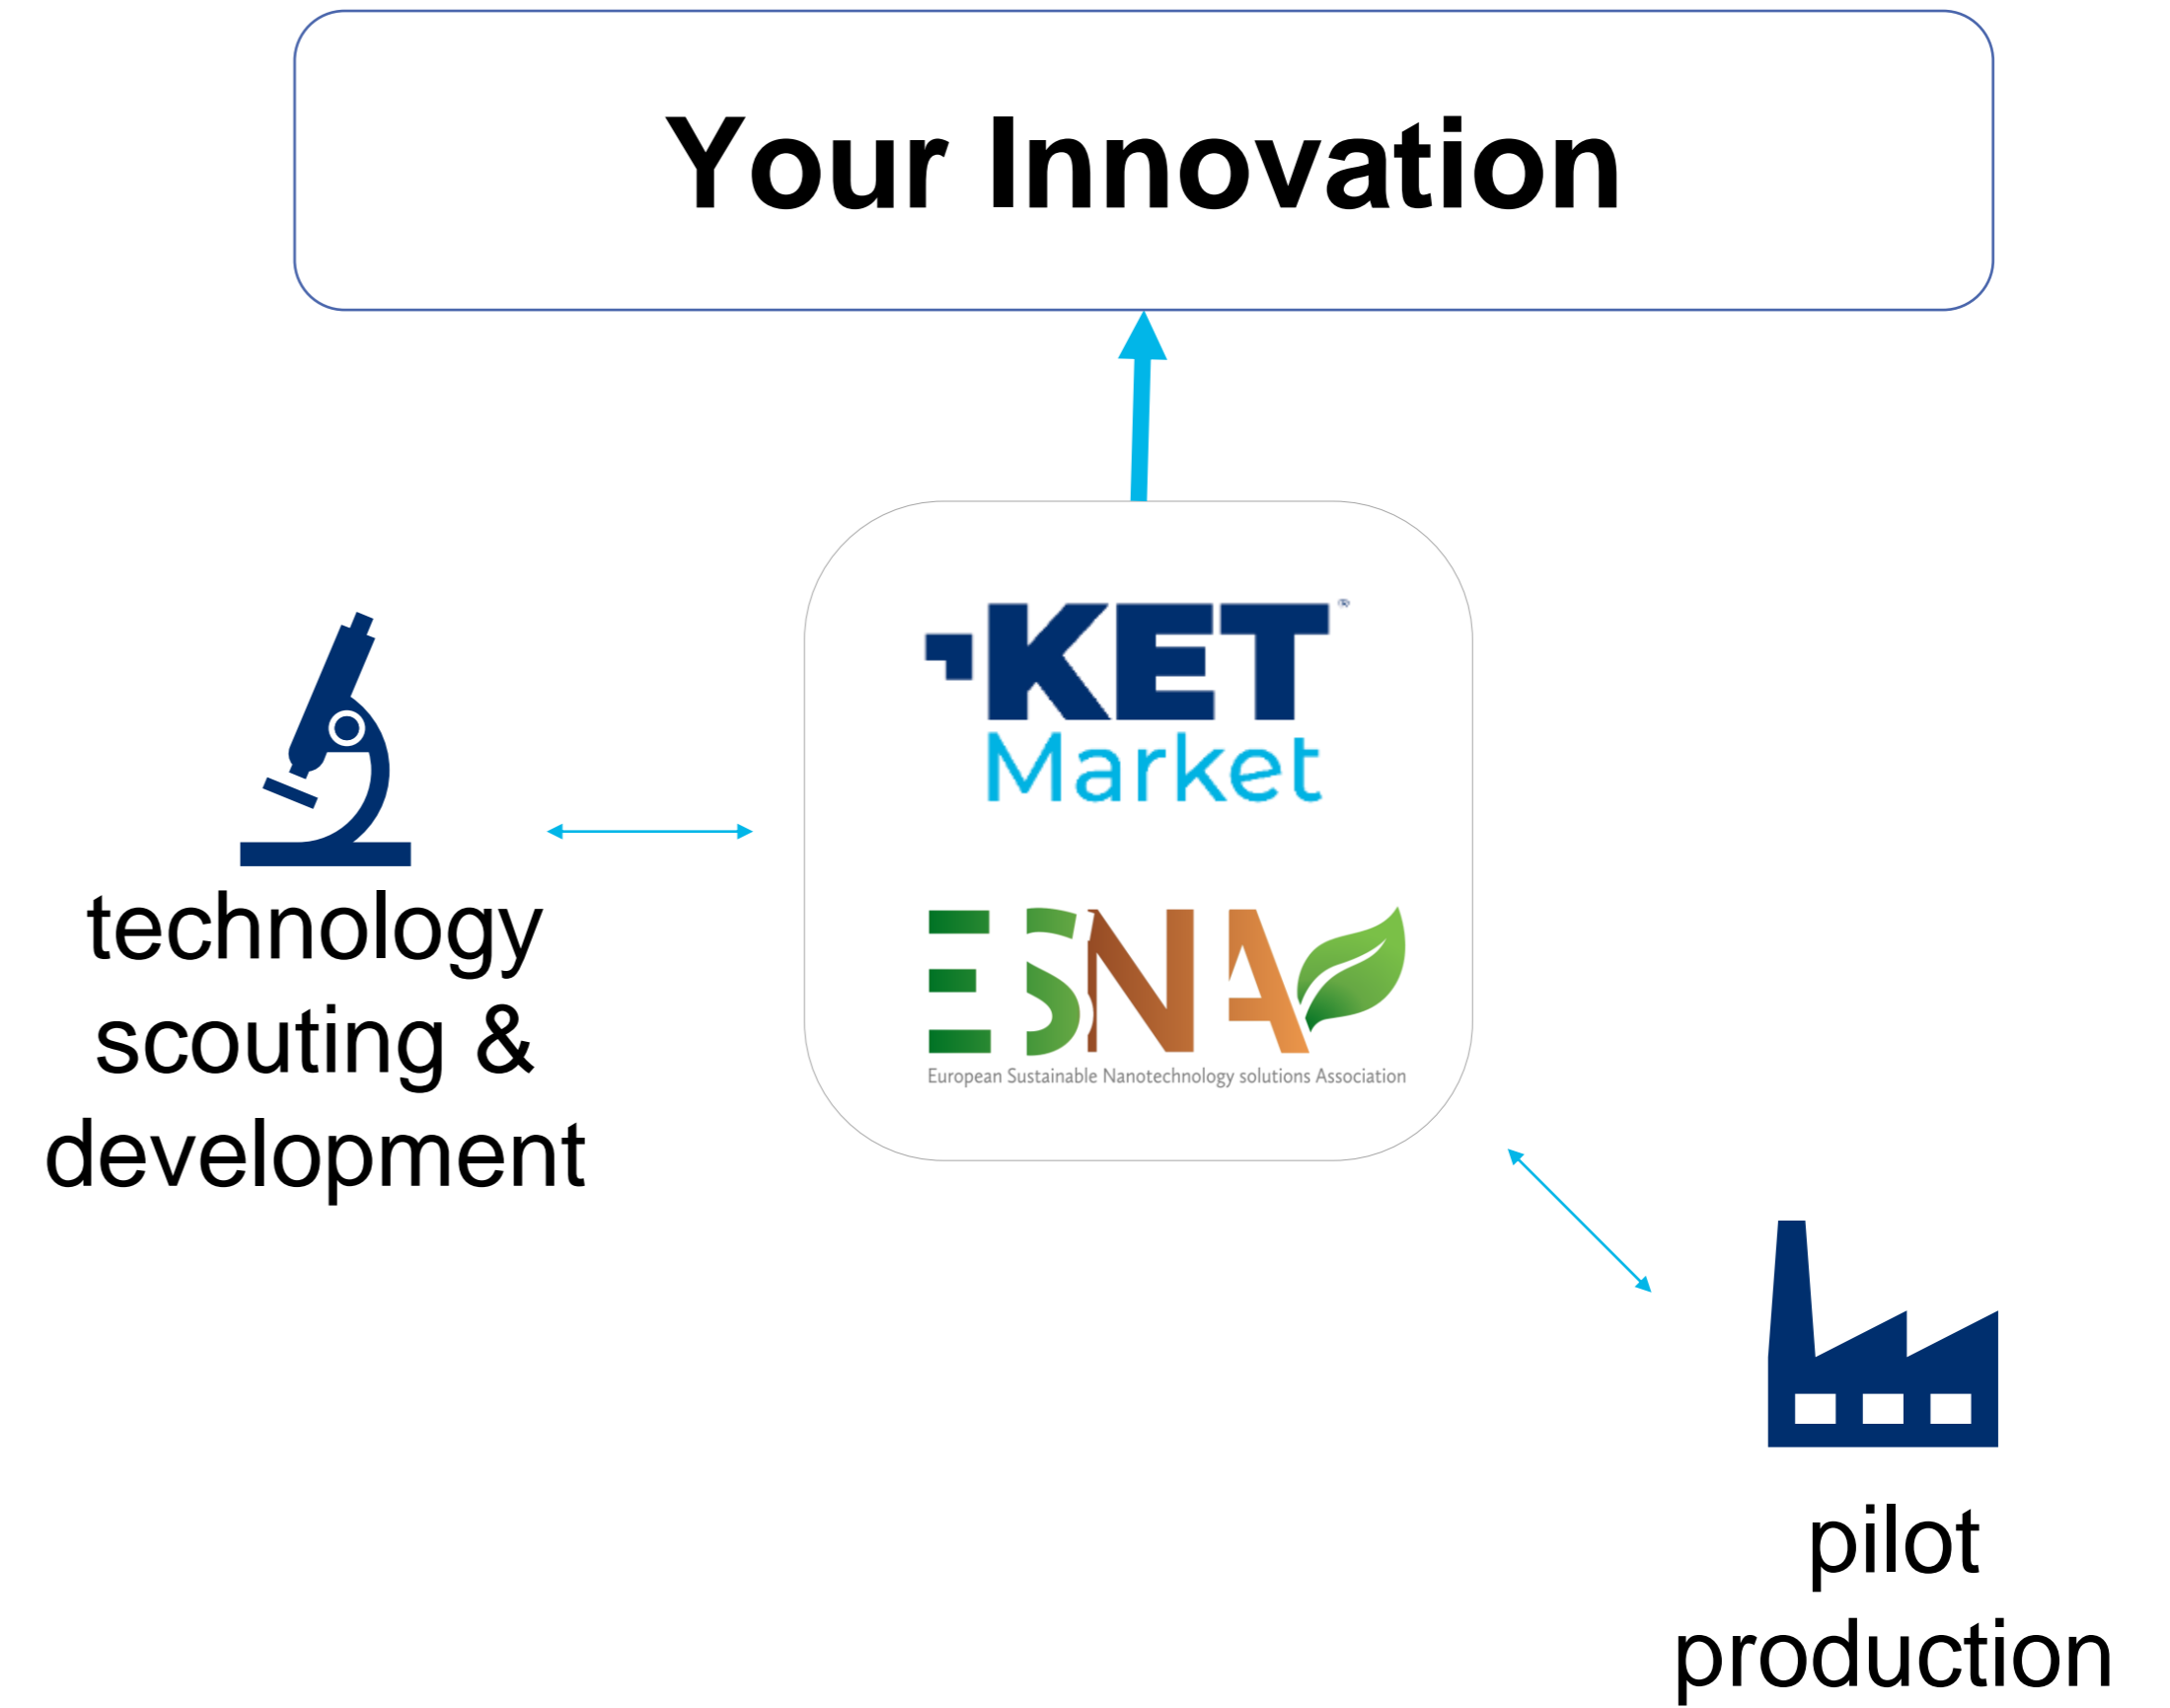 Your Innovation
KET®
Market
ESNA
European Sustainable Nanotechnology solutions Association
technology
scouting &
development
pilot
production